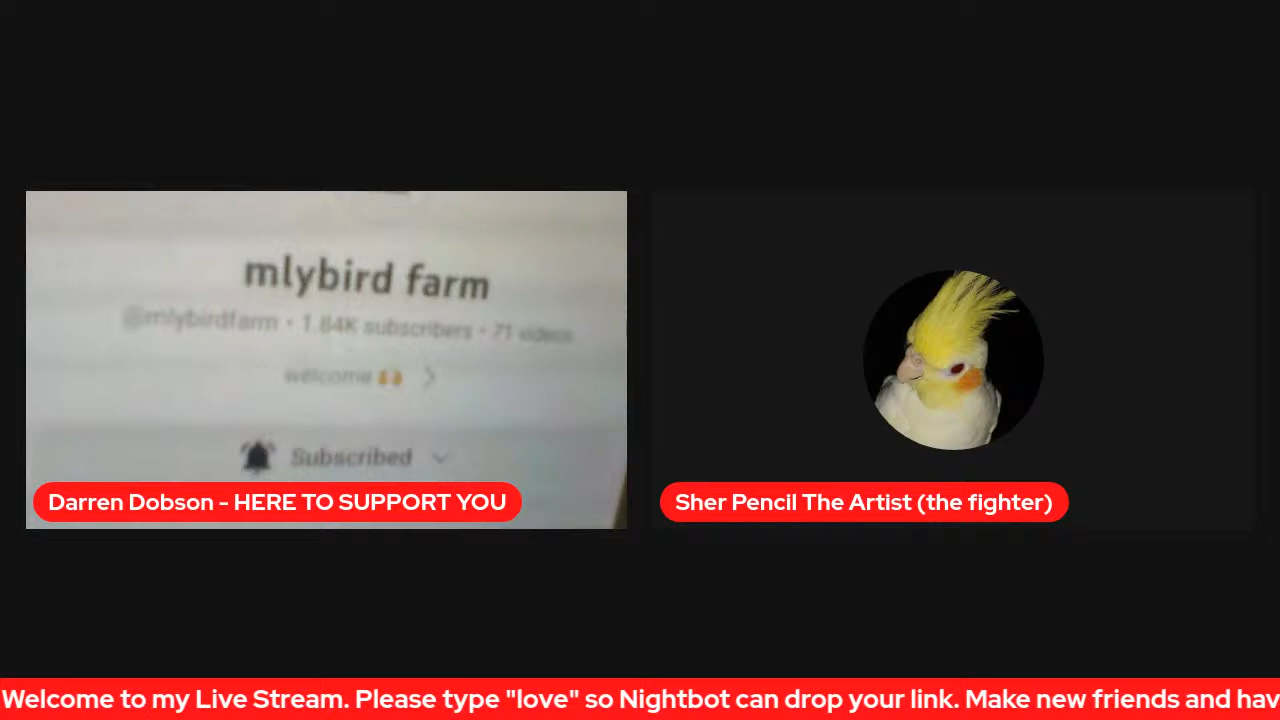 mlybird farm
@mlybirdfarm • 1.84K subscribers • 71 videos
welcome 🙌 >
Subscribed
Darren Dobson - HERE TO SUPPORT YOU
Sher Pencil The Artist (the fighter)
Welcome to my Live Stream. Please type "love" so Nightbot can drop your link. Make new friends and hav